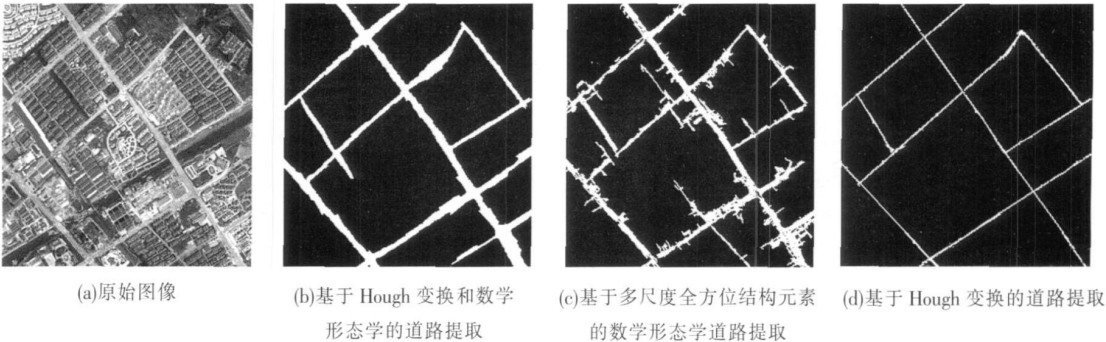 (a)原始图像
(b)基于 Hough 变换和数学
形态学的道路提取
(c)基于多尺度全方位结构元素
的数学形态学道路提取
(d)基于 Hough 变换的道路提取